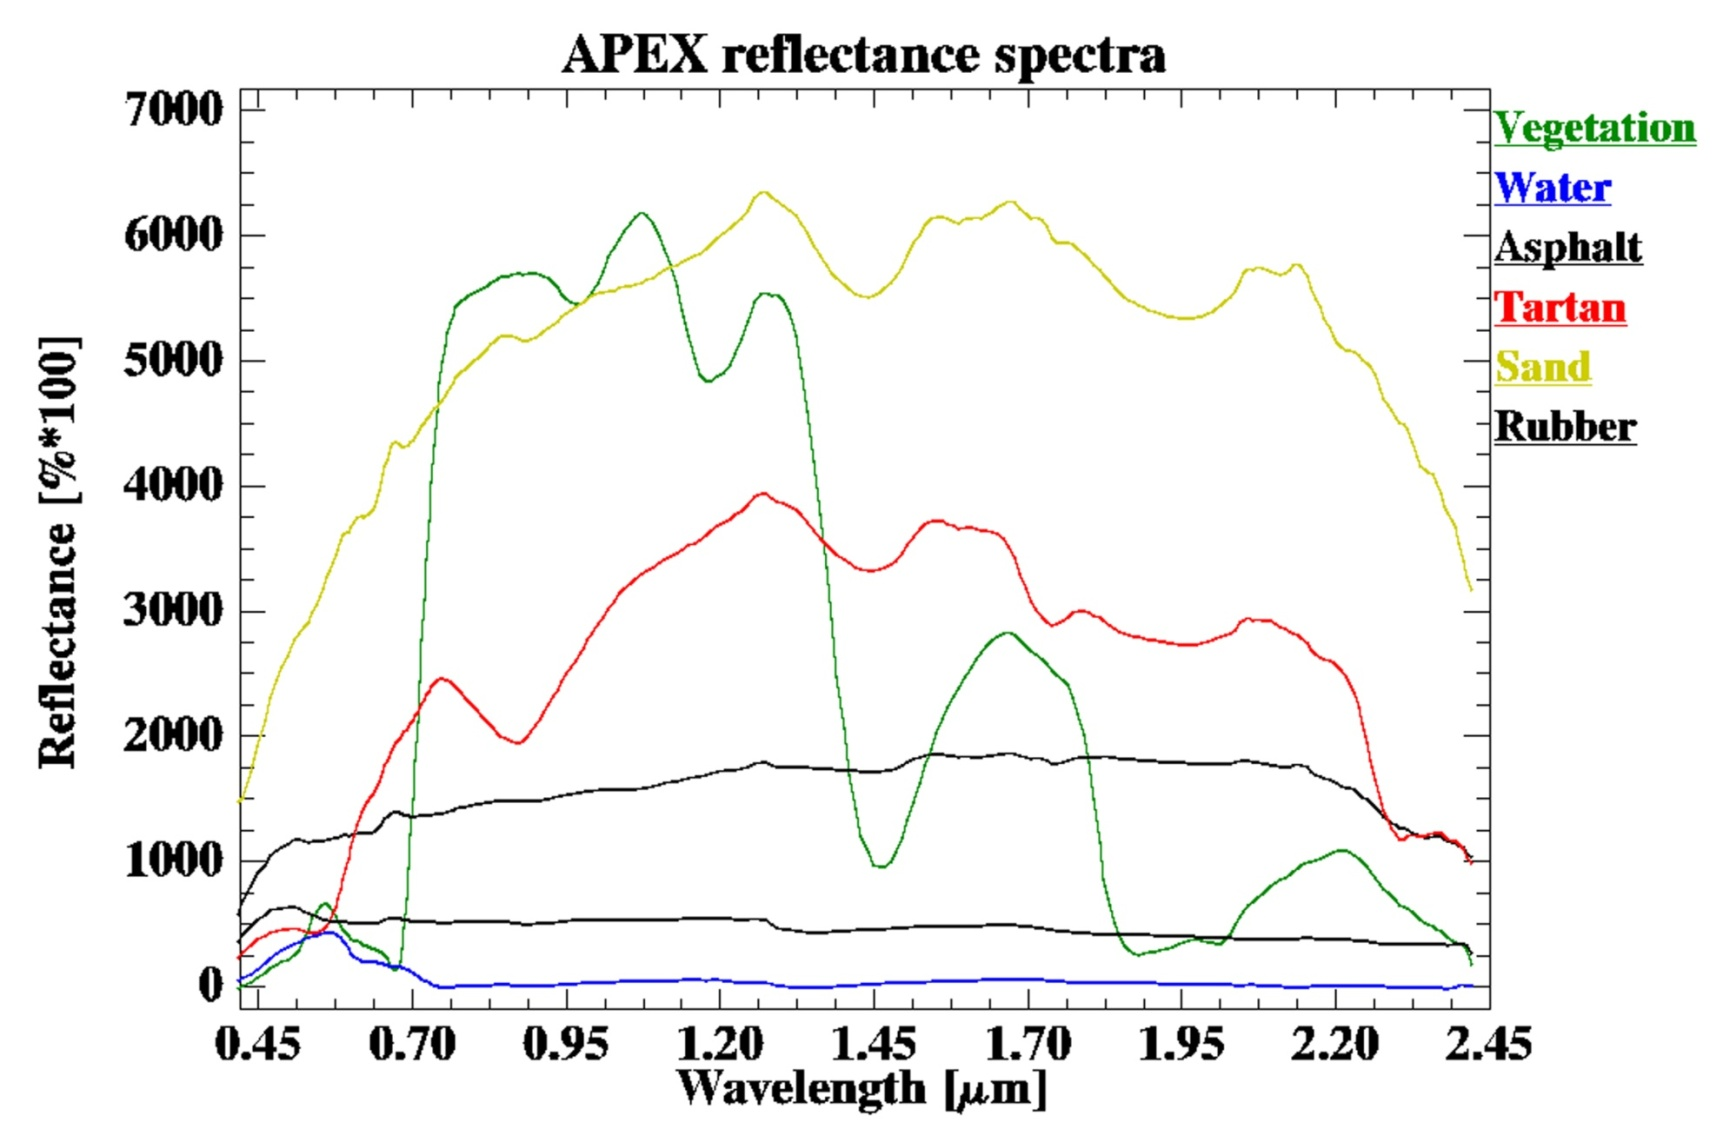 APEX reflectance spectra
7000
6000
5000
4000
3000
2000
1000
0
Reflectance [%*100]
0.45 0.70 0.95 1.20 1.45 1.70 1.95 2.20 2.45
Wavelength [μm]
Vegetation
Water
Asphalt
Tartan
Sand
Rubber